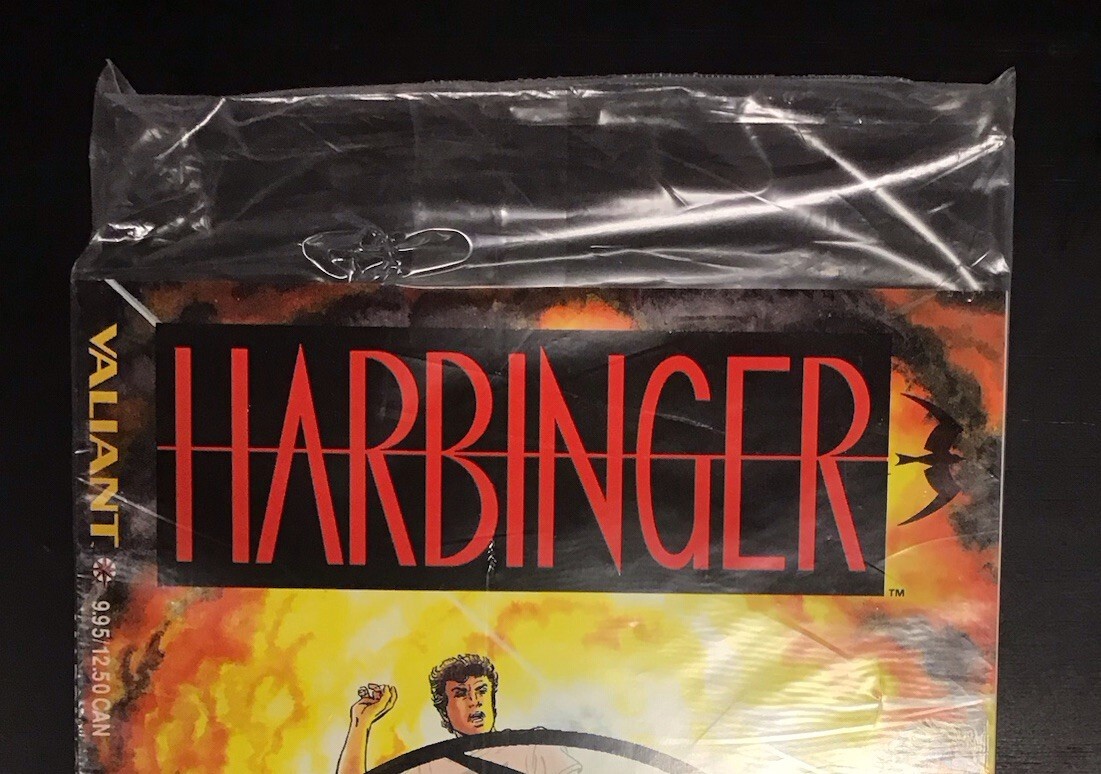 HARBINGER
TM
VALIANT
9.95/12.50 CAN